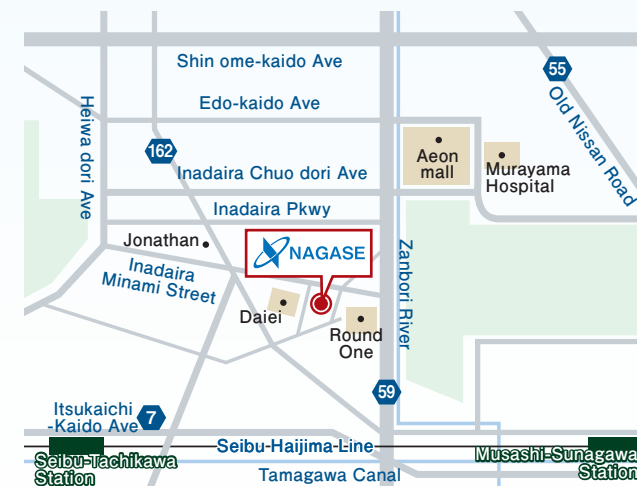 Shin ome-kaido Ave
55
Old Nissan Road
Edo-kaido Ave
Heiwa dori Ave
162
Aeon
mall
Murayama
Hospital
Inadaira Chuo dori Ave
Inadaira Pkwy
Jonathan
NAGASE
Zanbori River
Inadaira
Minami Street
Daiei
Round
One
59
Itsukaichi
-Kaido Ave
7
Seibu-Haijima-Line
Seibu-Tachikawa
Station
Musashi-Sunagawa
Station
Tamagawa Canal